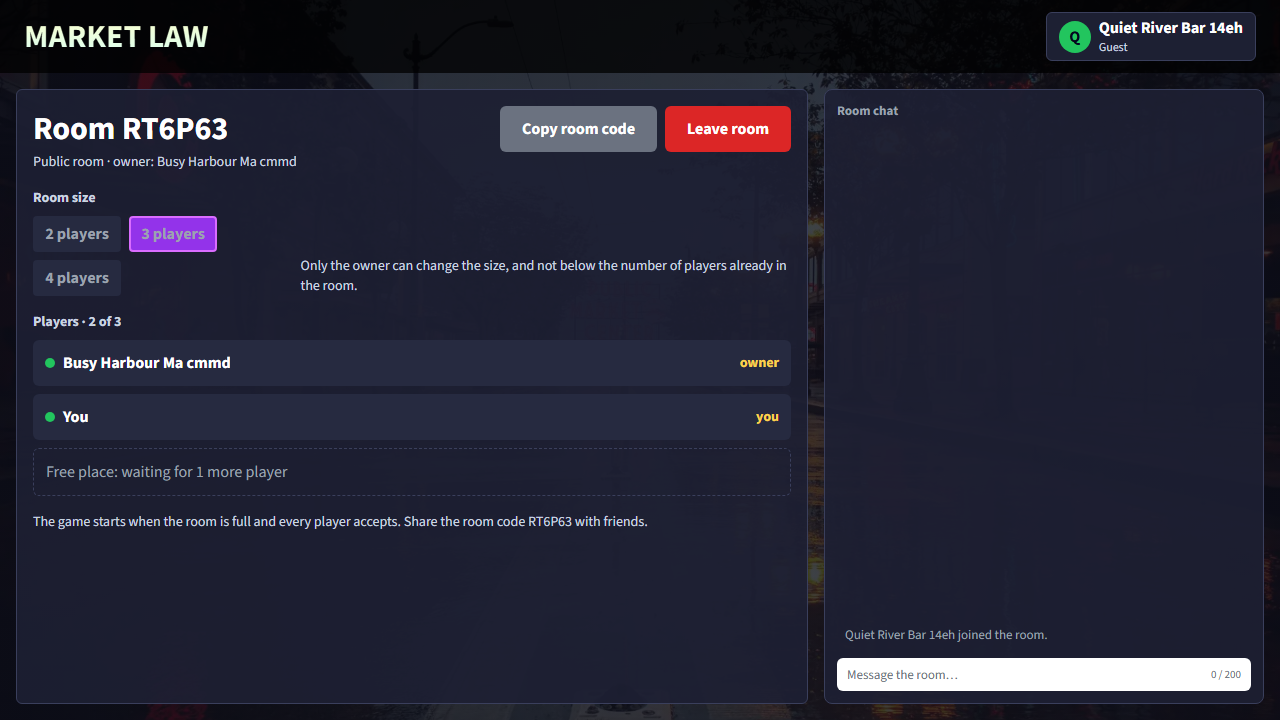 MARKET LAW
Q
Quiet River Bar 14eh
Guest
Room RT6P63
Copy room code
Leave room
Public room · owner: Busy Harbour Ma cmmd
Room size
2 players
3 players
4 players
Only the owner can change the size, and not below the number of players already in
the room.
Players · 2 of 3
Busy Harbour Ma cmmd
owner
You
you
Free place: waiting for 1 more player
The game starts when the room is full and every player accepts. Share the room code RT6P63 with friends.
Room chat
Quiet River Bar 14eh joined the room.
Message the room…
0 / 200